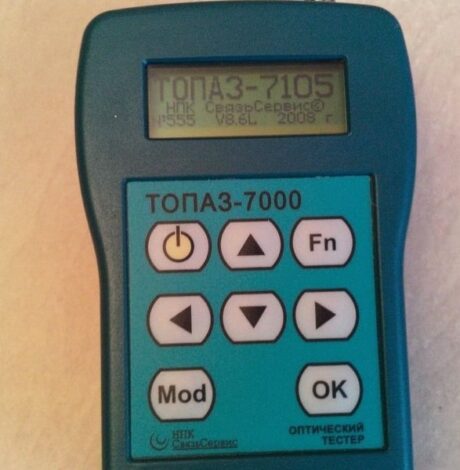 ТОПАЗ-7105
НПК СвязьСервис©
№555 V8.6L 2008 г.
ТОПАЗ-7000
Fn
Mod
OK
НПК
СвязьСервис
ОПТИЧЕСКИЙ
ТЕСТЕР